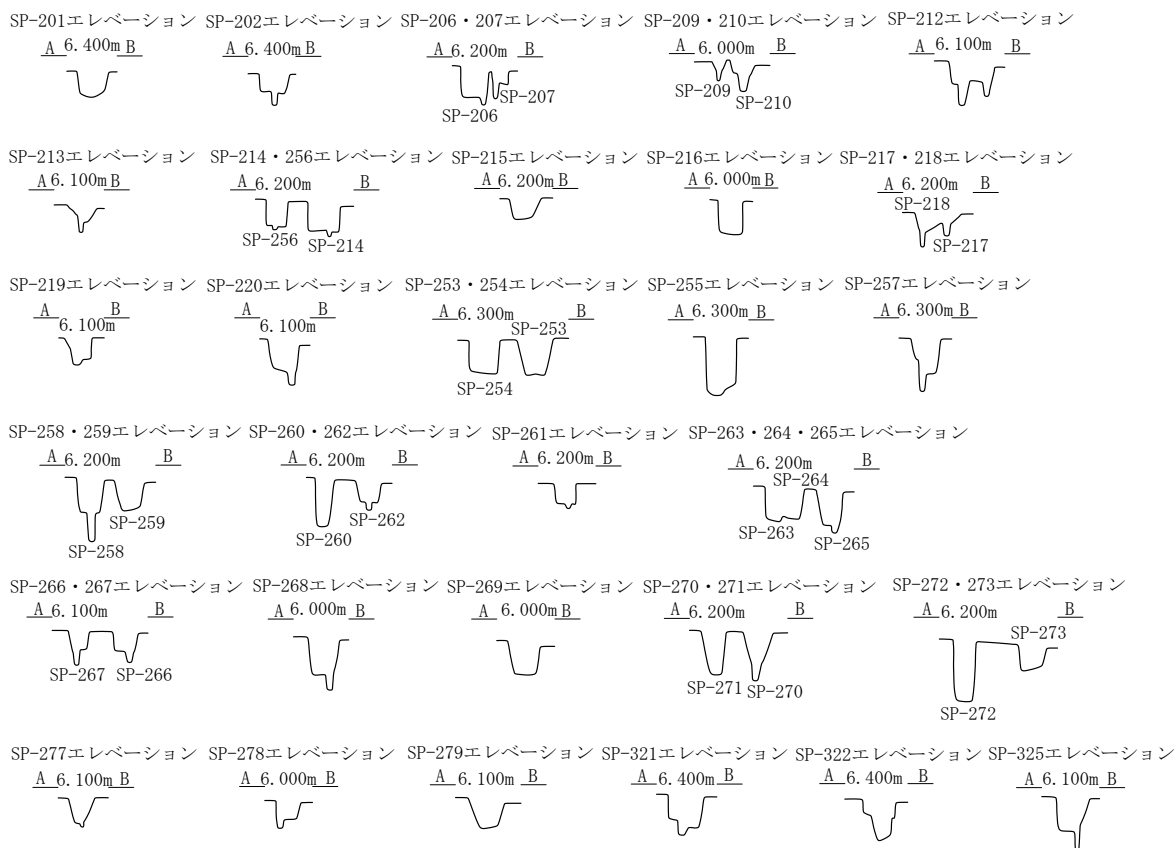 SP-201エレベーション SP-202エレベーション SP-206・207エレベーション SP-209・210エレベーション SP-212エレベーション
A 6.400m B A 6.400m B A 6.200m B A 6.000m B A 6.100m B
SP-206 SP-207 SP-209 SP-210
SP-213エレベーション SP-214・256エレベーション SP-215エレベーション SP-216エレベーション SP-217・218エレベーション
A 6.100m B A 6.200m B A 6.200m B A 6.000m B A 6.200m B
SP-218
SP-256 SP-214 SP-217
SP-219エレベーション SP-220エレベーション SP-253・254エレベーション SP-255エレベーション SP-257エレベーション
A 6.100m B A 6.100m B A 6.300m B A 6.300m B A 6.300m B
SP-253
SP-254
SP-258・259エレベーション SP-260・262エレベーション SP-261エレベーション SP-263・264・265エレベーション
A 6.200m B A 6.200m B A 6.200m B A 6.200m B
SP-264
SP-259 SP-262 SP-263
SP-258 SP-260 SP-265
SP-266・267エレベーション SP-268エレベーション SP-269エレベーション SP-270・271エレベーション SP-272・273エレベーション
A 6.100m B A 6.000m B A 6.000m B A 6.200m B A 6.200m B
SP-273
SP-267 SP-266 SP-271 SP-270
SP-272
SP-277エレベーション SP-278エレベーション SP-279エレベーション SP-321エレベーション SP-322エレベーション SP-325エレベーション
A 6.100m B A 6.000m B A 6.100m B A 6.400m B A 6.400m B A 6.100m B